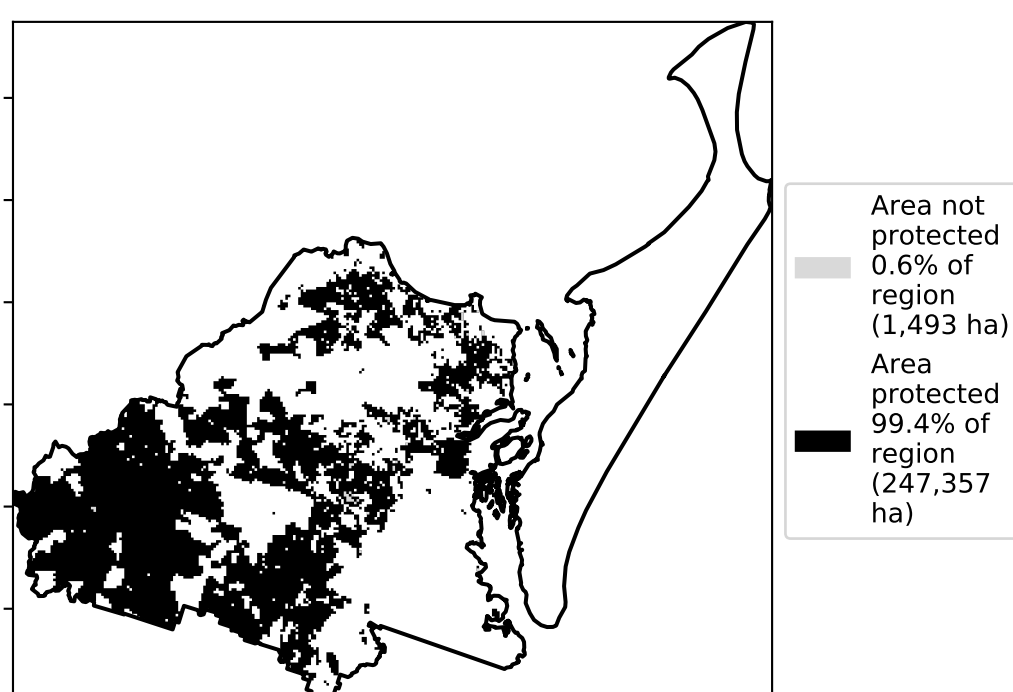 Area not
protected
0.6% of
region
(1,493 ha)
Area
protected
99.4% of
region
(247,357
ha)